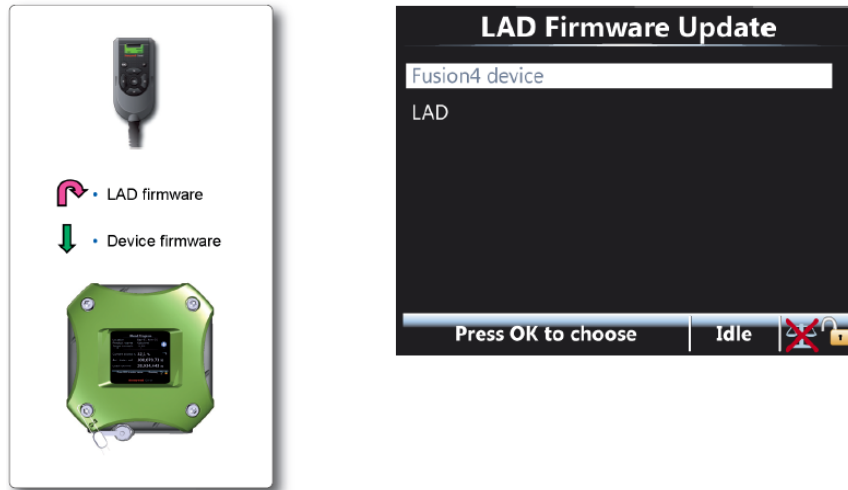 • LAD firmware
• Device firmware
LAD Firmware Update
Fusion4 device
LAD
Press OK to choose
Idle